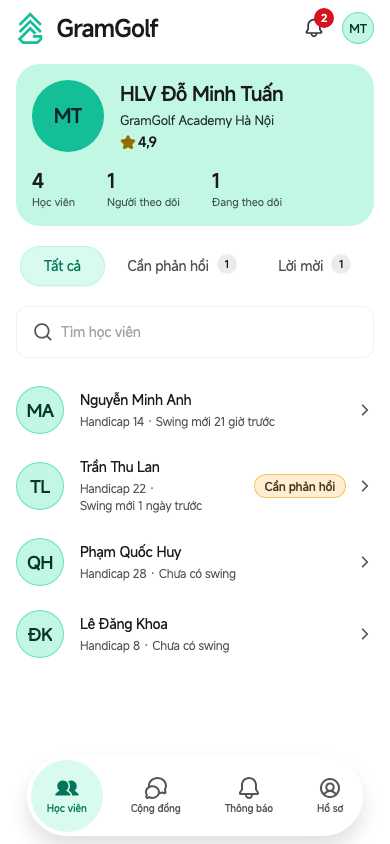 GramGolf
2
MT
MT
HLV Đỗ Minh Tuấn
GramGolf Academy Hà Nội
4,9
4
1
1
Học viên
Người theo dõi
Đang theo dõi
Tất cả
Cần phản hồi 1
Lời mời 1
Tìm học viên
MA
Nguyễn Minh Anh
Handicap 14 · Swing mới 21 giờ trước
TL
Trần Thu Lan
Handicap 22 ·
Swing mới 1 ngày trước
Cần phản hồi
QH
Phạm Quốc Huy
Handicap 28 · Chưa có swing
ĐK
Lê Đăng Khoa
Handicap 8 · Chưa có swing
Học viên
Cộng đồng
Thông báo
Hồ sơ